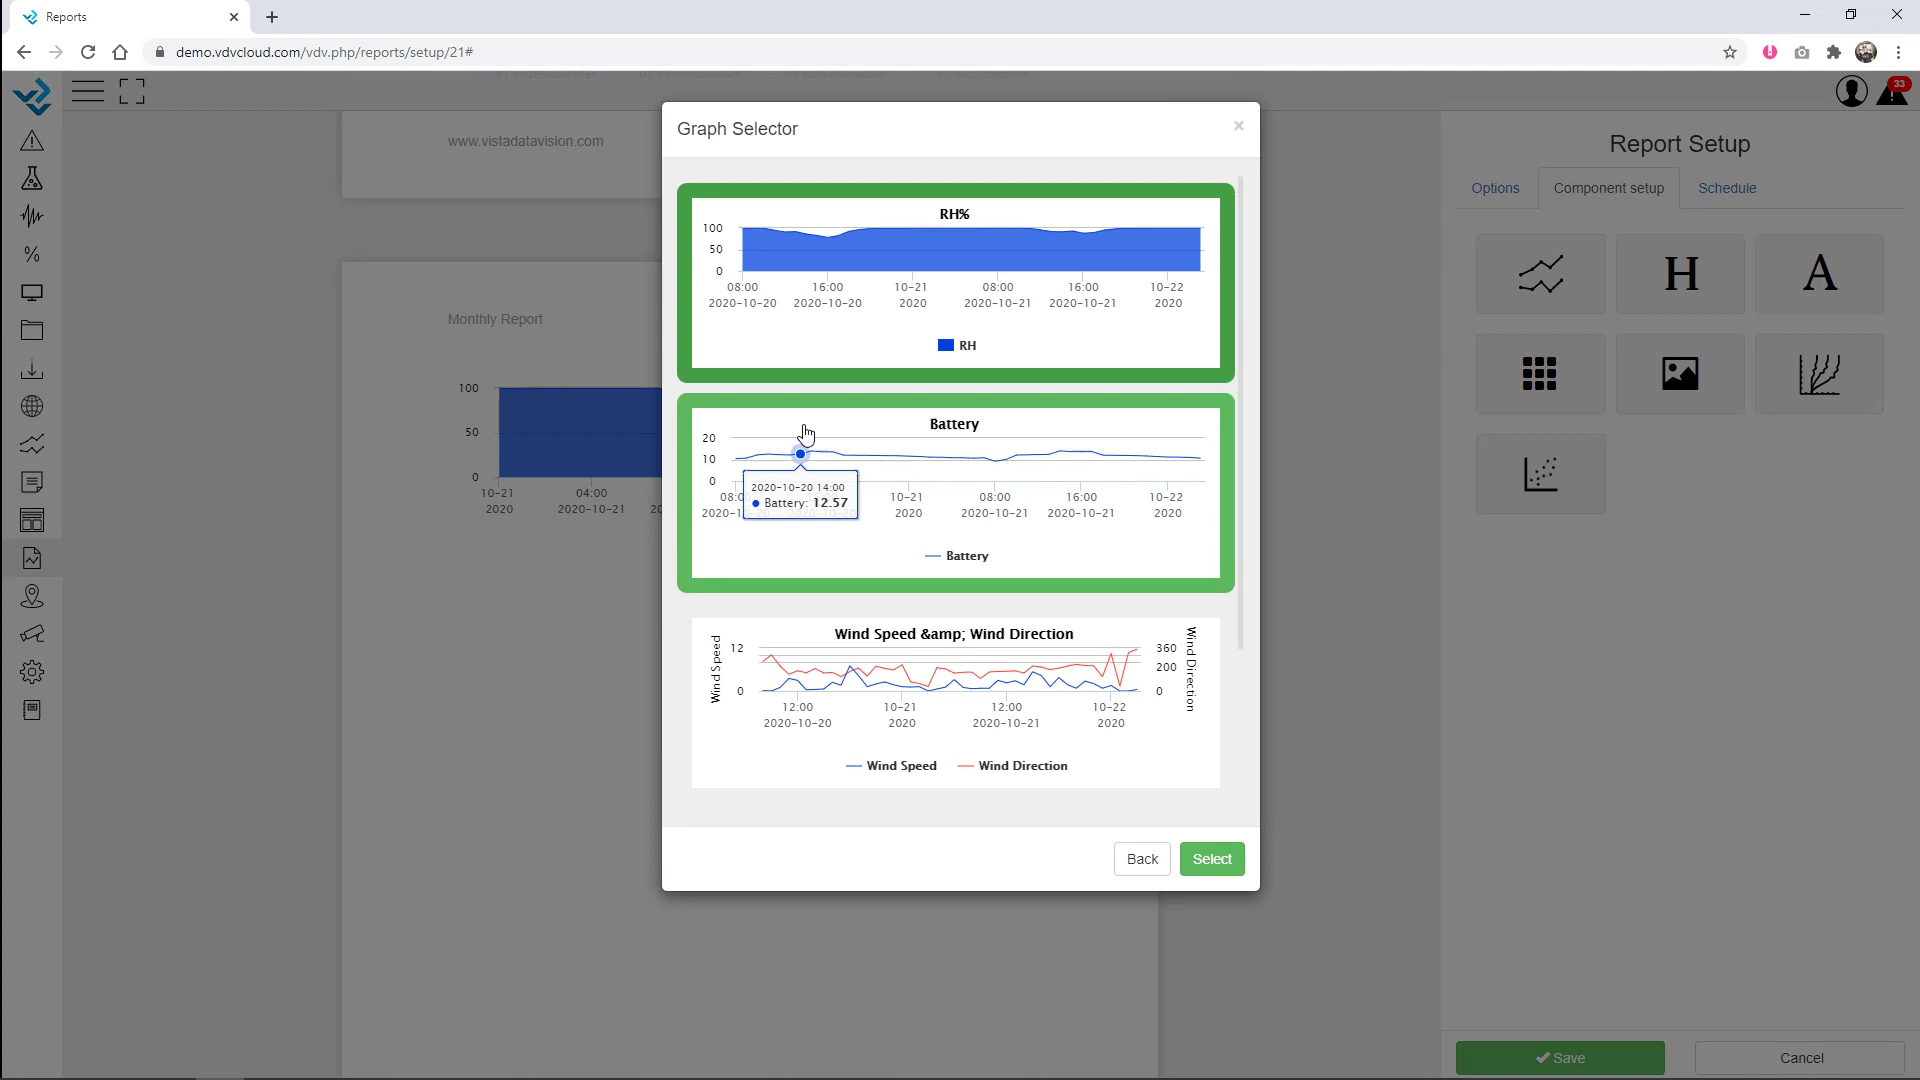 Reports
demo.vdvcloud.com/vdv.php/reports/setup/21#
33
www.vistadatavision.com
Monthly Report
100
50
0
10-21
2020
04:00
2020-10-21
Graph Selector
×
RH%
100
50
0
08:00
2020-10-20
16:00
2020-10-20
10-21
2020
08:00
2020-10-21
16:00
2020-10-21
10-22
2020
RH
Battery
20
10
0
2020-10-20 14:00
Battery: 12.57
10-21
2020
08:00
2020-10-21
16:00
2020-10-21
10-22
2020
Battery
Wind Speed &amp; Wind Direction
Wind Speed
12
0
360
200
0
Wind Direction
12:00
2020-10-20
10-21
2020
12:00
2020-10-21
10-22
2020
Wind Speed Wind Direction
Back Select
Report Setup
Options Component setup Schedule
H A
Save Cancel